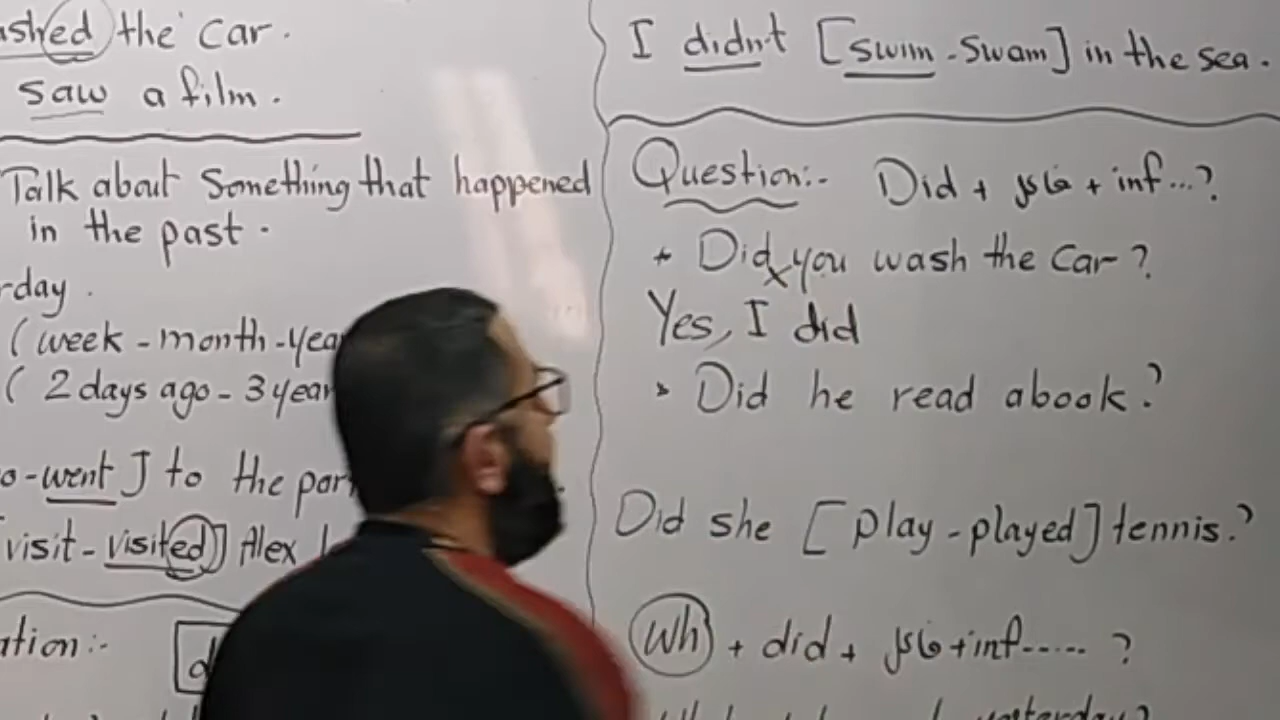 ashed the car.
saw a film.
Talk about Something that happened
in the past.
rday.
(week - month - yea
( 2 days ago - 3 year
o - went] to the par
visit - visited] Alex
ation:-
I didn't [swim - swam] in the sea.
Question:- Did + فاعل + inf...?
* Did you wash the car?
Yes, I did
Did he read a book?
Did she [play - played] tennis?
Wh + did + فاعل + inf.....?
yesterday?